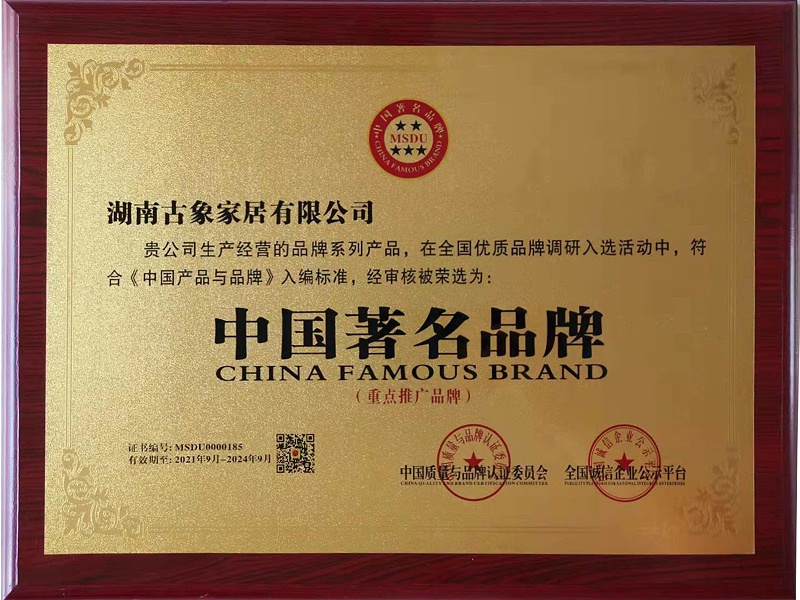 中国著名品牌
MSDU
CHINA FAMOUS BRAND
湖南古象家居有限公司
贵公司生产经营的品牌系列产品，在全国优质品牌调研入选活动中，符
合《中国产品与品牌》入编标准，经审核被荣选为：
中国著名品牌
CHINA FAMOUS BRAND
（重点推广品牌）
证书编号：MSDU0000185
有效期至：2021年9月-2024年9月
中国质量与品牌认证委员会
CHINA QUALITY AND BRAND CERTIFICATION COMMITTEE
全国诚信企业公示平台